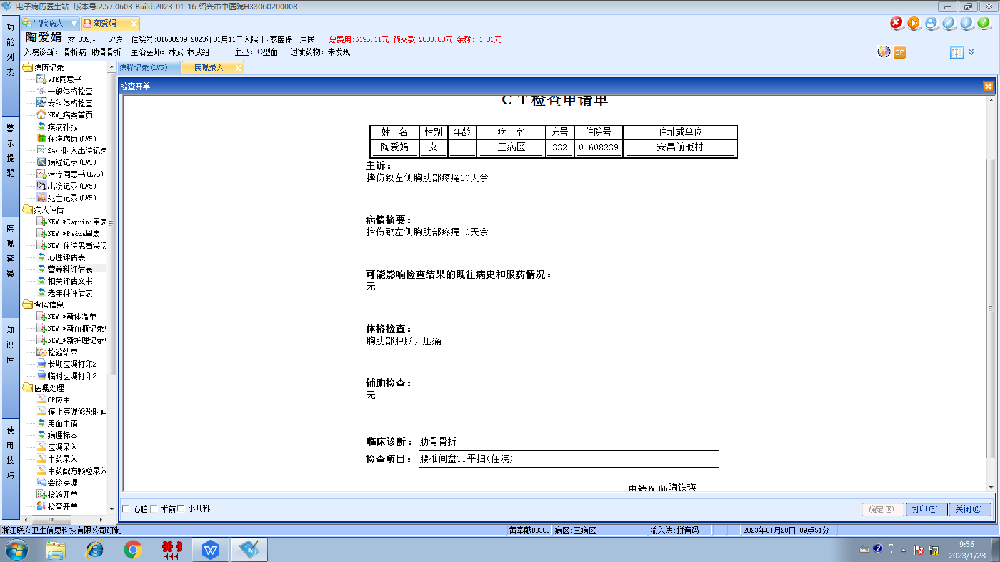 电子病历医生站 版本号:2.57.0603 Build:2023-01-16 绍兴市中医院H33060200008
出院病人
陶爱娟
陶爱娟 女 332床 67岁 住院号:01608239 2023年01月11日入院 国家医保 居民 总费用:6196.11元 预交款:2000.00元 余额: 1.01元
入院诊断: 骨折病,肋骨骨折 主治医师: 林武 林武组 血型: O型血 过敏药物: 未发现
CP
功能列表
警示提醒
医嘱套餐
知识库
使用技巧
病历记录
VTE同意书
一般体格检查
专科体格检查
NEW_病案首页
疾病补报
住院病历(LV5)
24小时入出院记录
病程记录(LV5)
治疗同意书(LV5)
出院记录(LV5)
死亡记录(LV5)
病人评估
NEW_*Caprini量表
NEW_*Padua量表
NEW_住院患者误吸
心理评估表
营养科评估表
相关评估文书
老年科评估表
查房信息
NEW_*新体温单
NEW_*新血糖记录单
NEW_*新护理记录单
检验结果
长期医嘱打印2
临时医嘱打印2
医嘱处理
CP应用
停止医嘱修改时间
用血申请
病理标本
医嘱录入
中药录入
中药配方颗粒录入
会诊医嘱
检验开单
检查开单
病程记录(LV5)
医嘱录入
检查开单
CT检查申请单
姓 名 性别 年龄 病 室 床号 住院号 住址或单位
陶爱娟 女 三病区 332 01608239 安昌前畈村
主诉:
摔伤致左侧胸肋部疼痛10天余
病情摘要:
摔伤致左侧胸肋部疼痛10天余
可能影响检查结果的既往病史和服药情况:
无
体格检查:
胸肋部肿胀，压痛
辅助检查:
无
临床诊断: 肋骨骨折
检查项目: 腰椎间盘CT平扫(住院)
申请医师 陶铁瑛
心脏 术前 小儿科
确定(E) 打印(P) 关闭(C)
浙江联众卫生信息科技有限公司研制
黄奉献D3306
病区:三病区
输入法:拼音码
2023年01月28日 09点51分
9:56
2023/1/28